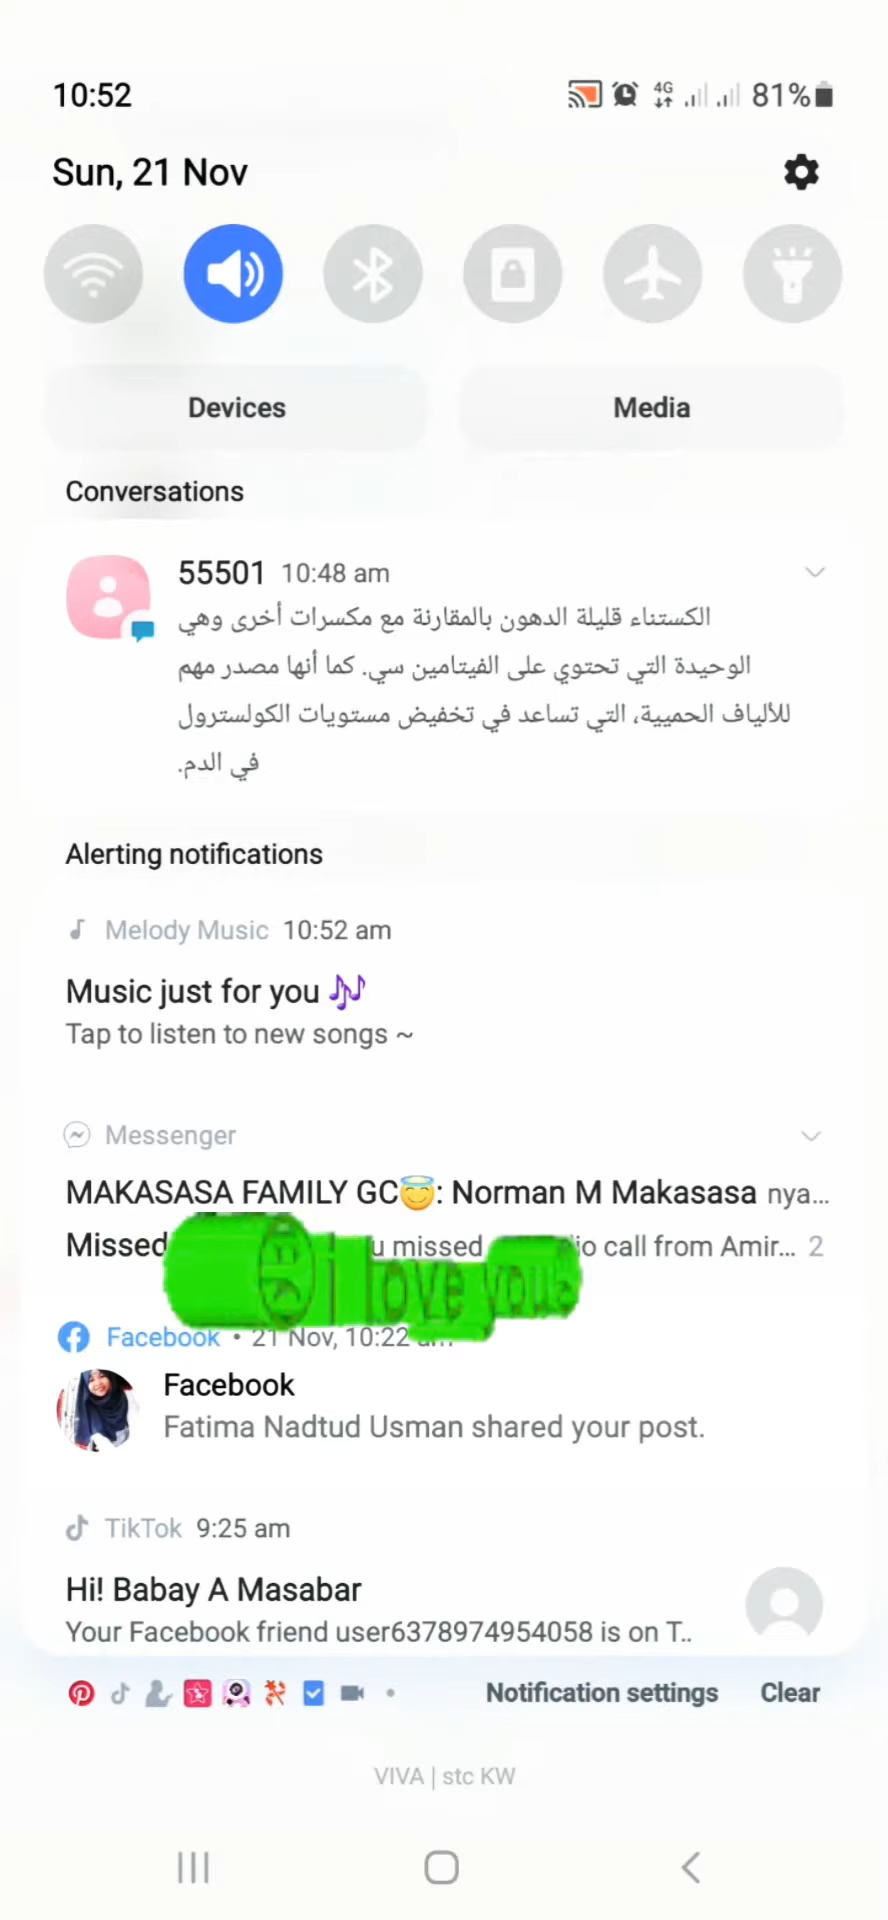 10:52
4G
81%
Sun, 21 Nov
Devices
Media
Conversations
55501 10:48 am
الكستناء قليلة الدهون بالمقارنة مع مكسرات أخرى وهي
الوحيدة التي تحتوي على الفيتامين سي. كما أنها مصدر مهم
للألياف الحميية، التي تساعد في تخفيض مستويات الكولسترول
في الدم.
Alerting notifications
Melody Music 10:52 am
Music just for you 🎶
Tap to listen to new songs ~
Messenger
MAKASASA FAMILY GC😇: Norman M Makasasa nya...
Missed missed call from Amir... 2
i love you
Facebook • 21 Nov, 10:22
Facebook
Fatima Nadtud Usman shared your post.
TikTok 9:25 am
Hi! Babay A Masabar
Your Facebook friend user6378974954058 is on T..
Notification settings
Clear
VIVA | stc KW